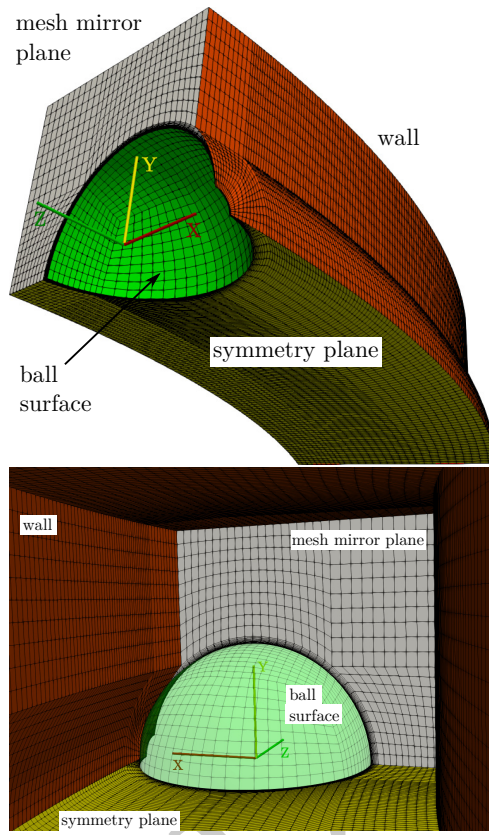 mesh mirror
plane
wall
Y
Z
X
symmetry plane
ball
surface
wall
mesh mirror plane
Y
ball
surface
Z
X
symmetry plane